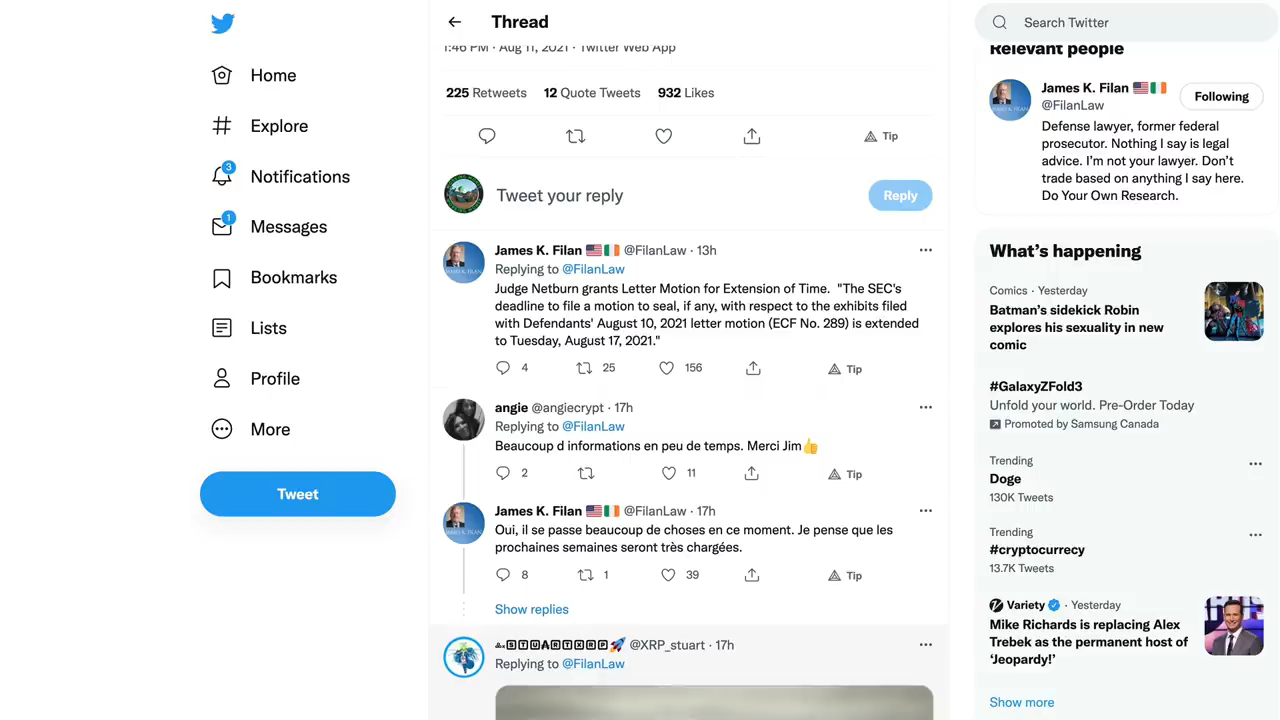 Home
Explore
3
Notifications
1
Messages
Bookmarks
Lists
Profile
More
Tweet
Thread
1:46 PM · Aug 11, 2021 · Twitter Web App
225 Retweets 12 Quote Tweets 932 Likes
Tip
Tweet your reply
Reply
James K. Filan 🇺🇸🇮🇪 @FilanLaw · 13h
Replying to @FilanLaw
Judge Netburn grants Letter Motion for Extension of Time. "The SEC's
deadline to file a motion to seal, if any, with respect to the exhibits filed
with Defendants' August 10, 2021 letter motion (ECF No. 289) is extended
to Tuesday, August 17, 2021."
4 25 156 Tip
angie @angiecrypt · 17h
Replying to @FilanLaw
Beaucoup d informations en peu de temps. Merci Jim👍
2 11 Tip
James K. Filan 🇺🇸🇮🇪 @FilanLaw · 17h
Oui, il se passe beaucoup de choses en ce moment. Je pense que les
prochaines semaines seront très chargées.
8 1 39 Tip
Show replies
🆂🆃🆄🅰🆁🆃🆇🆁🅿🚀 @XRP_stuart · 17h
Replying to @FilanLaw
Search Twitter
Relevant people
James K. Filan 🇺🇸🇮🇪
@FilanLaw
Following
Defense lawyer, former federal
prosecutor. Nothing I say is legal
advice. I'm not your lawyer. Don't
trade based on anything I say here.
Do Your Own Research.
What's happening
Comics · Yesterday
Batman's sidekick Robin
explores his sexuality in new
comic
#GalaxyZFold3
Unfold your world. Pre-Order Today
Promoted by Samsung Canada
Trending
Doge
130K Tweets
Trending
#cryptocurrecy
13.7K Tweets
Variety · Yesterday
Mike Richards is replacing Alex
Trebek as the permanent host of
'Jeopardy!'
Show more